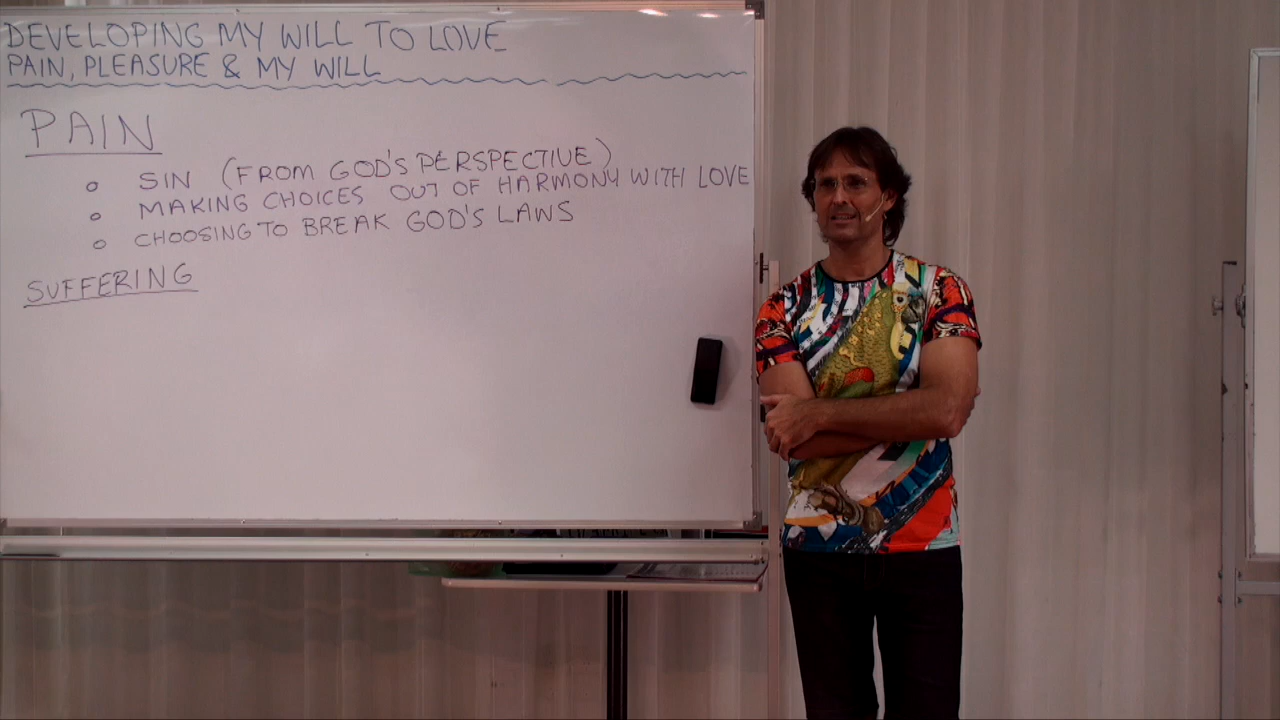 DEVELOPING MY WILL TO LOVE
PAIN, PLEASURE & MY WILL
PAIN
SIN (FROM GOD'S PERSPECTIVE)
MAKING CHOICES OUT OF HARMONY WITH LOVE
CHOOSING TO BREAK GOD'S LAWS
SUFFERING